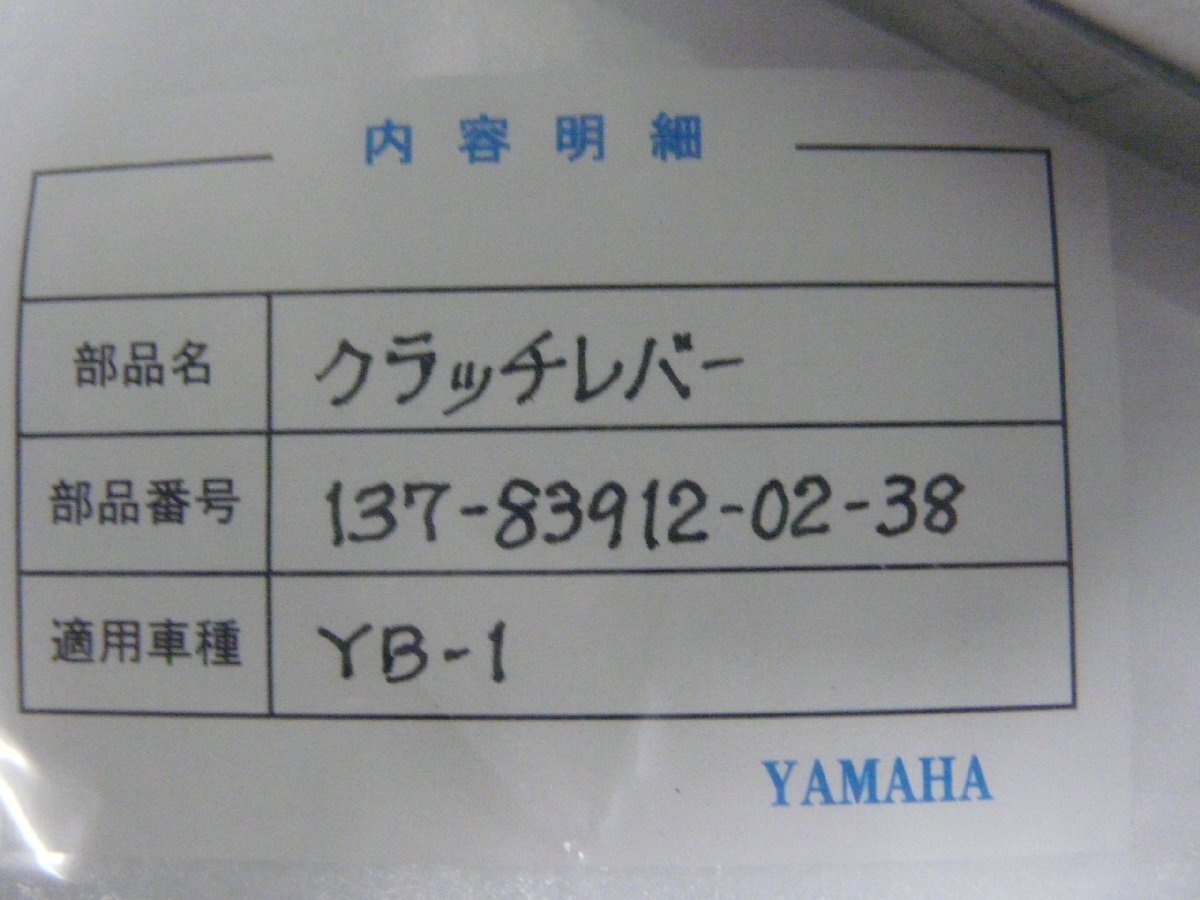 内容明細
部品名 クラッチレバー
部品番号 137-83912-02-38
適用車種 YB-1
YAMAHA